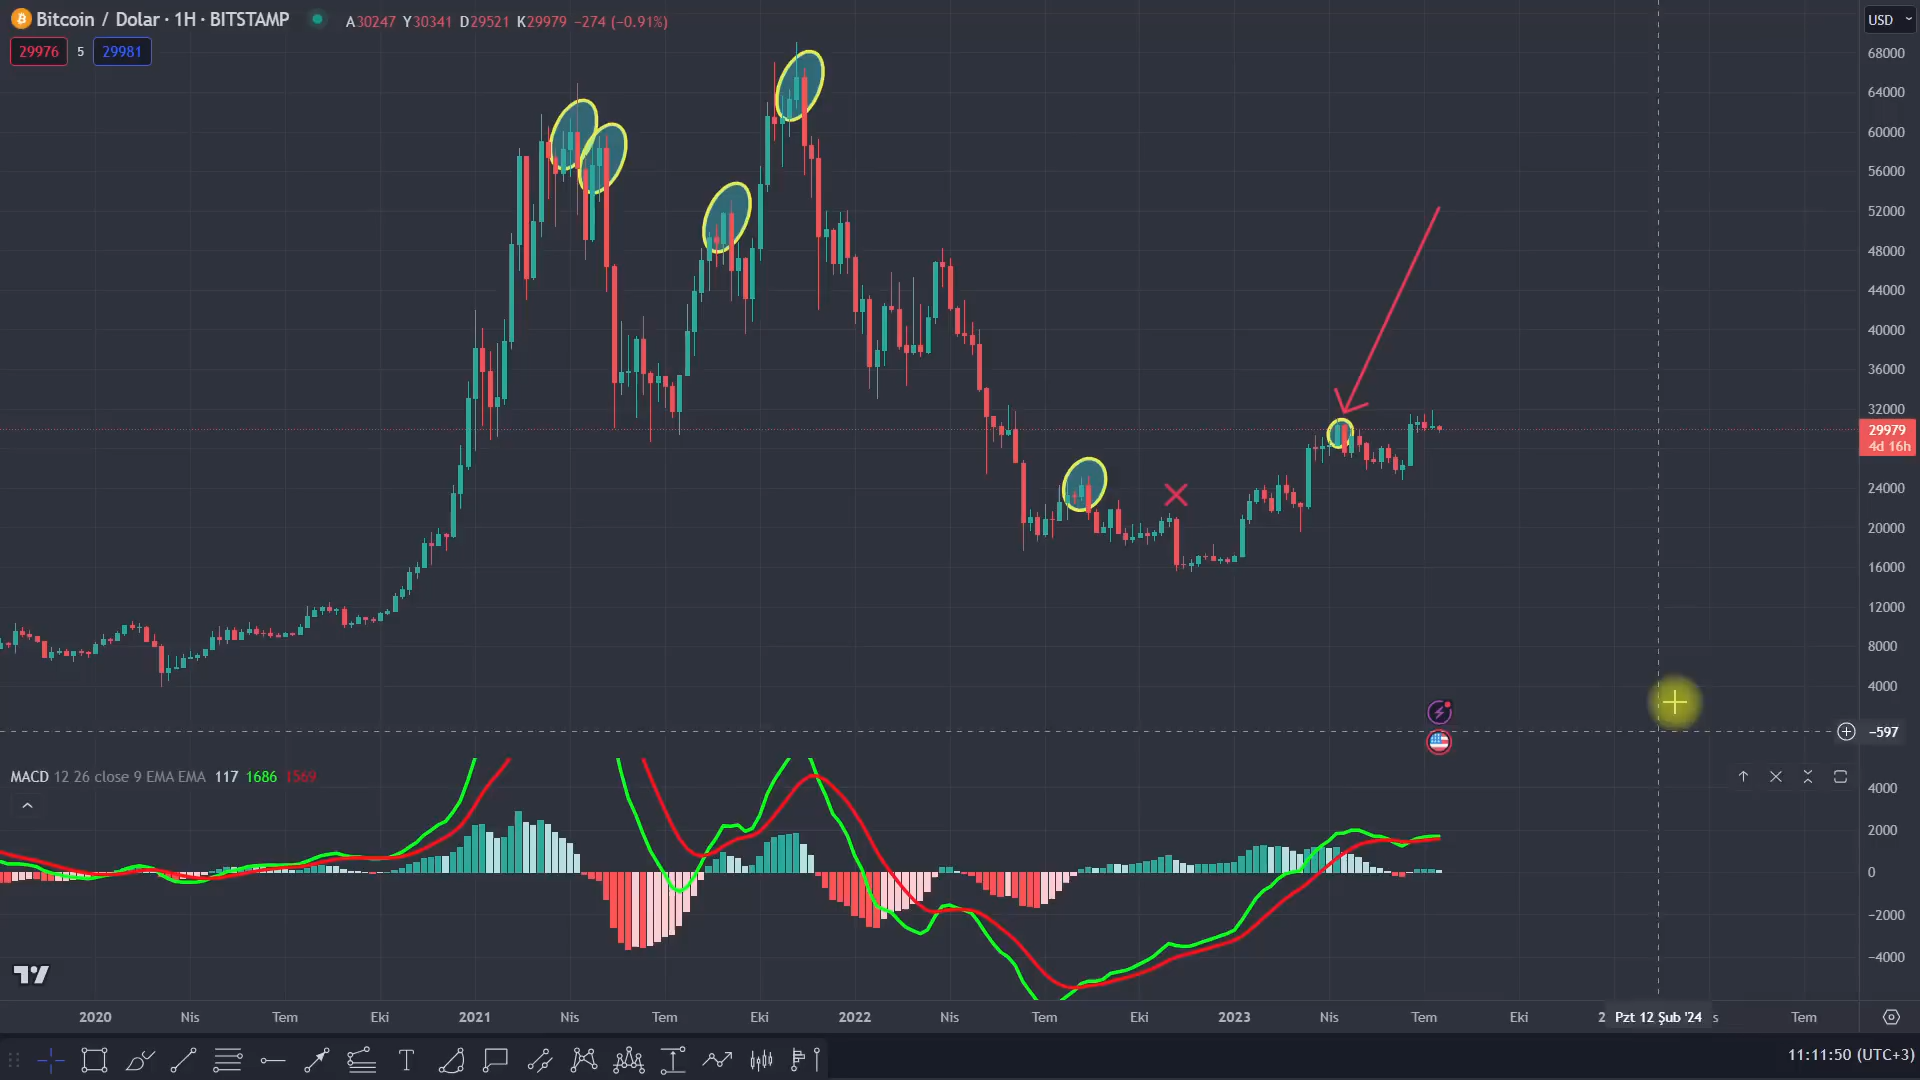 Bitcoin / Dolar · 1H · BITSTAMP
A30247 Y30341 D29521 K29979 −274 (−0.91%)
USD
29976 5 29981
68000
64000
60000
56000
52000
48000
44000
40000
36000
32000
29979
4d 16h
24000
20000
16000
12000
8000
4000
−597
MACD 12 26 close 9 EMA EMA 117 1686 1569
4000
2000
0
−2000
−4000
2020 Nis Tem Eki 2021 Nis Tem Eki 2022 Nis Tem Eki 2023 Nis Tem Eki 2 Pzt 12 Şub '24 s Tem
11:11:50 (UTC+3)